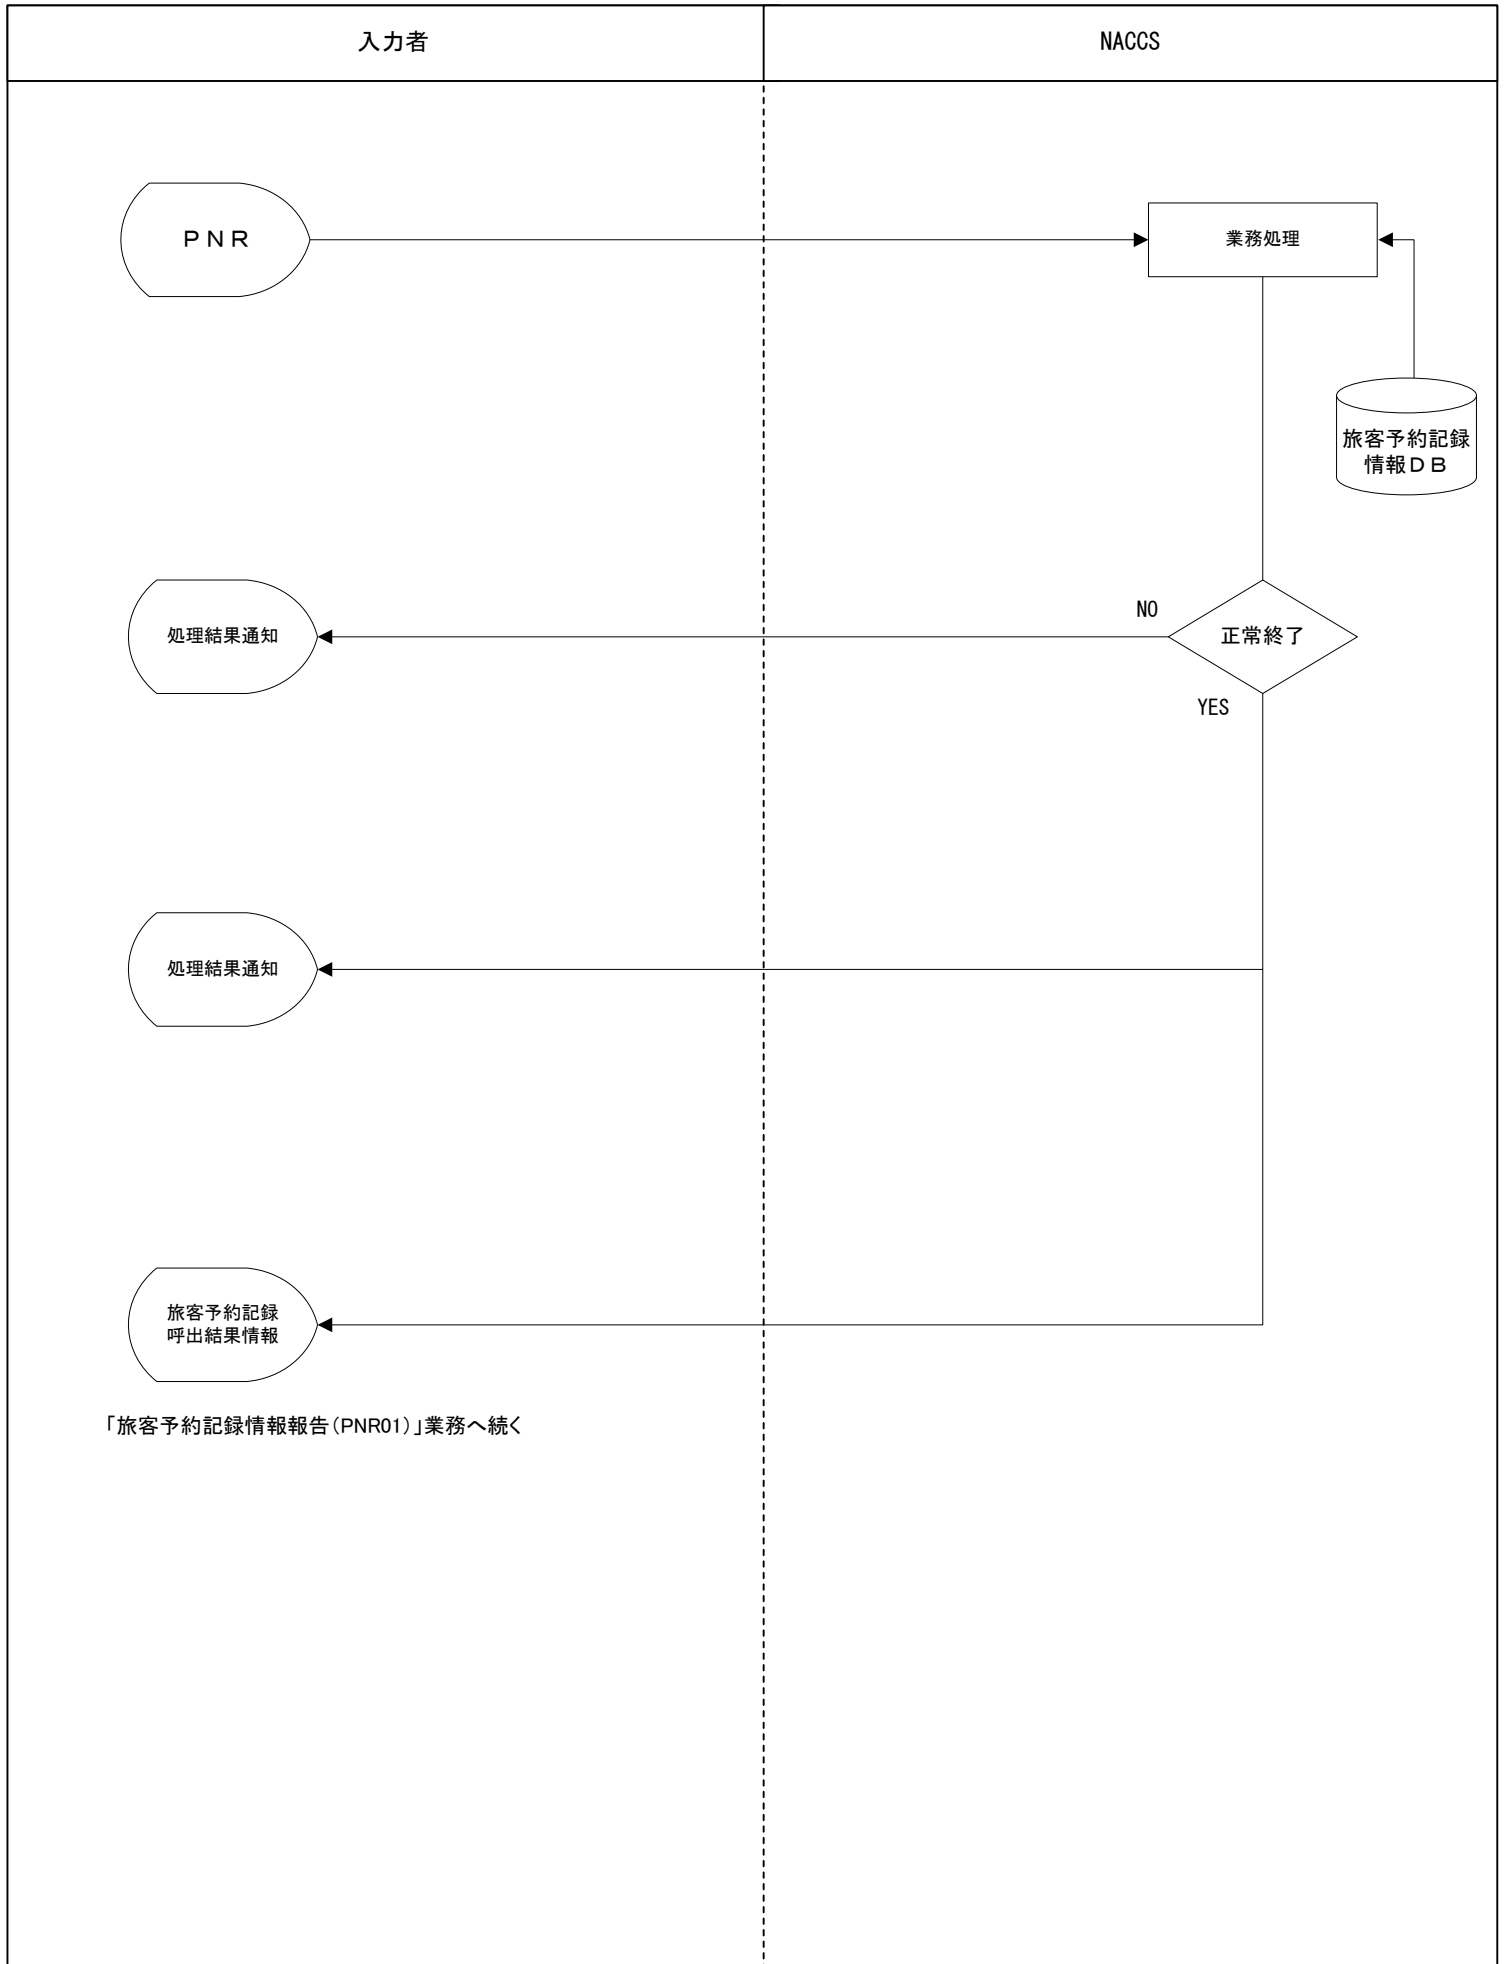 入力者
NACCS
ＰＮＲ
業務処理
旅客予約記録
情報ＤＢ
NO
処理結果通知
正常終了
YES
処理結果通知
旅客予約記録
呼出結果情報
「旅客予約記録情報報告（PNR01）」業務へ続く